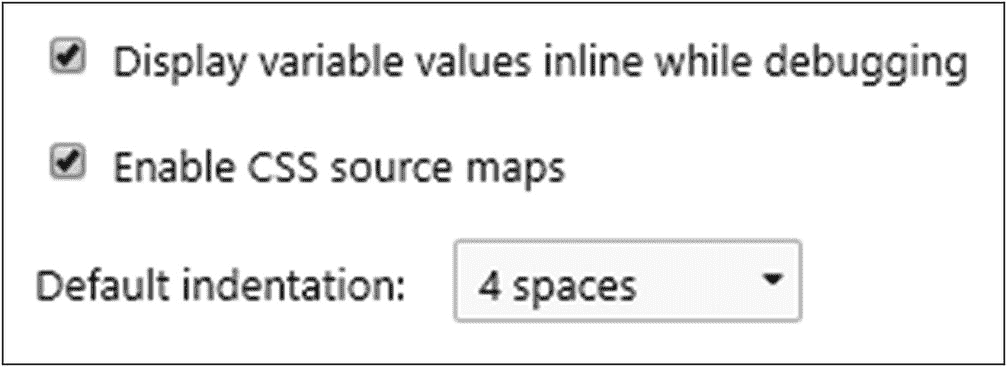 Display variable values inline while debugging
Enable CSS source maps
Default indentation: 4 spaces